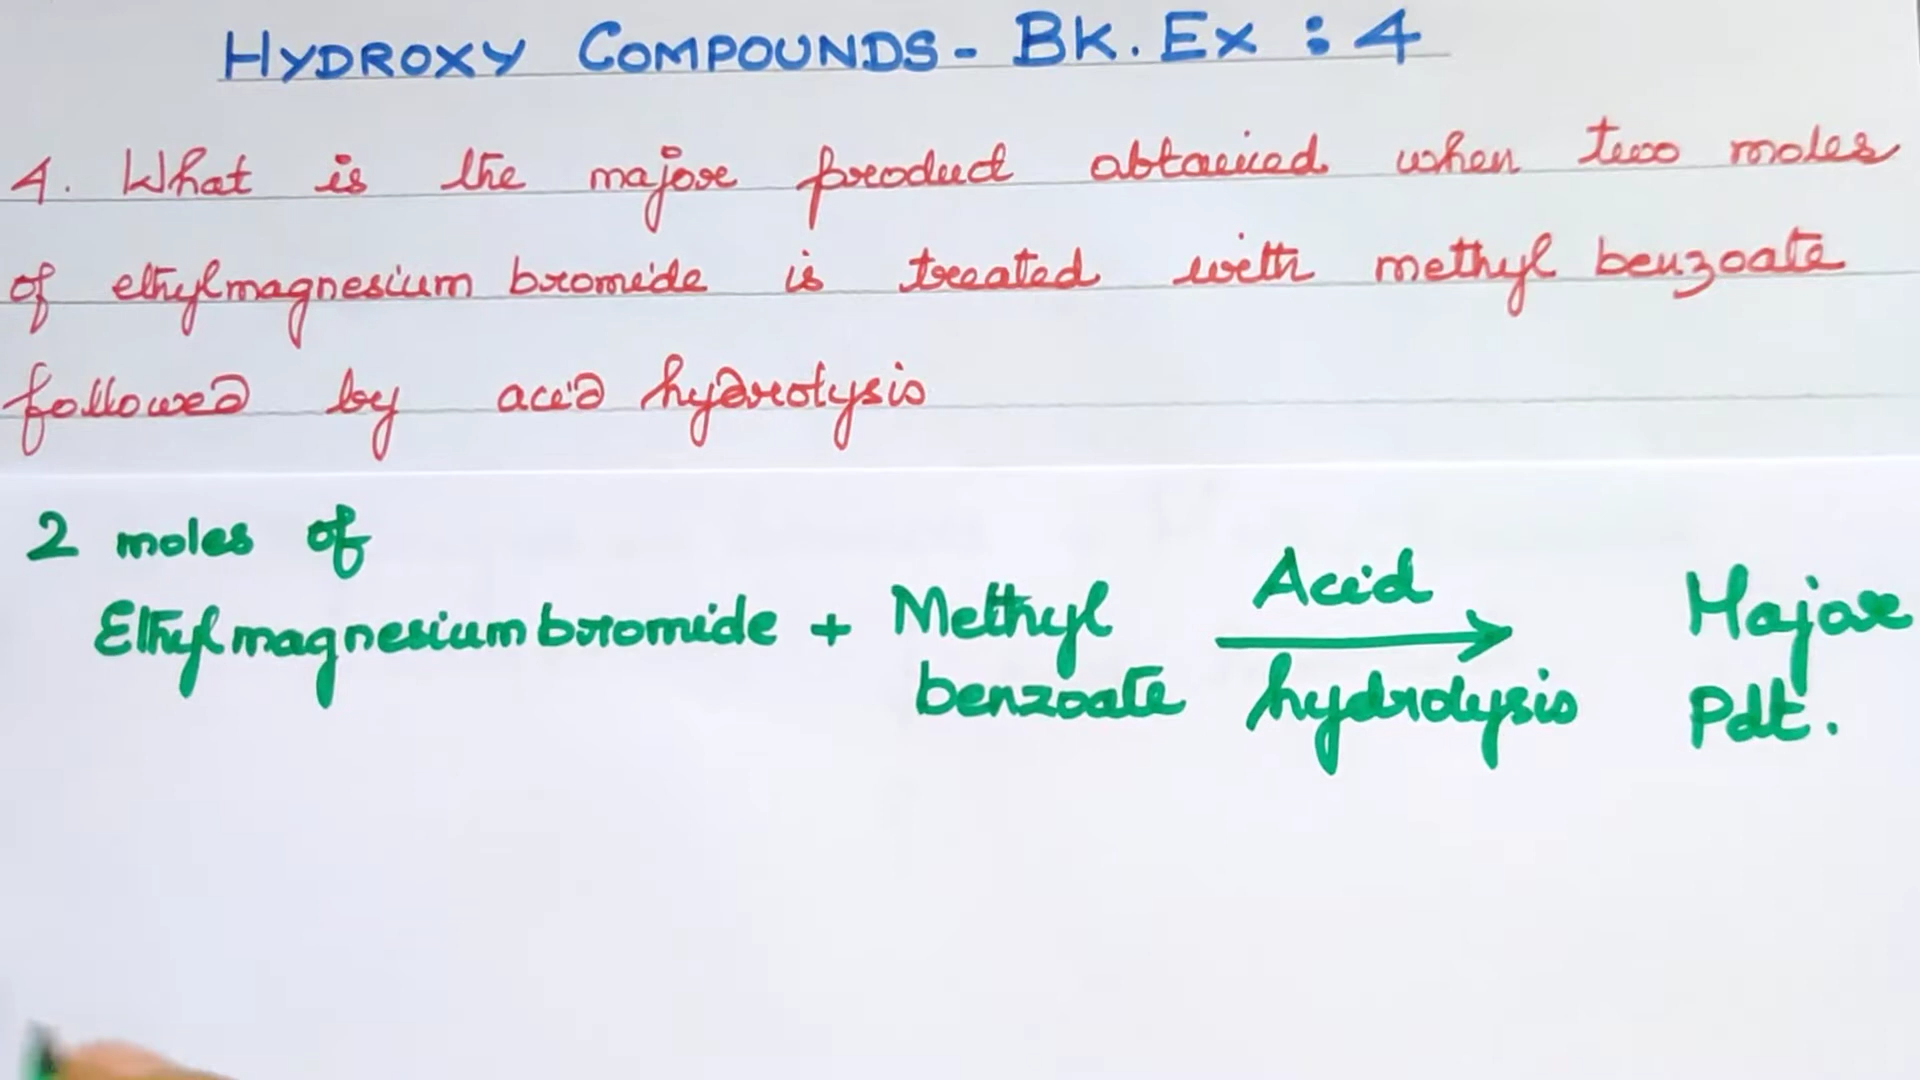 HYDROXY COMPOUNDS - BK. EX : 4
4. What is the major product obtained when two moles
of ethylmagnesium bromide is treated with methyl benzoate
followed by acid hydrolysis
2 moles of
Ethylmagnesium bromide + Methyl benzoate
Acid hydrolysis
Major Pdt.